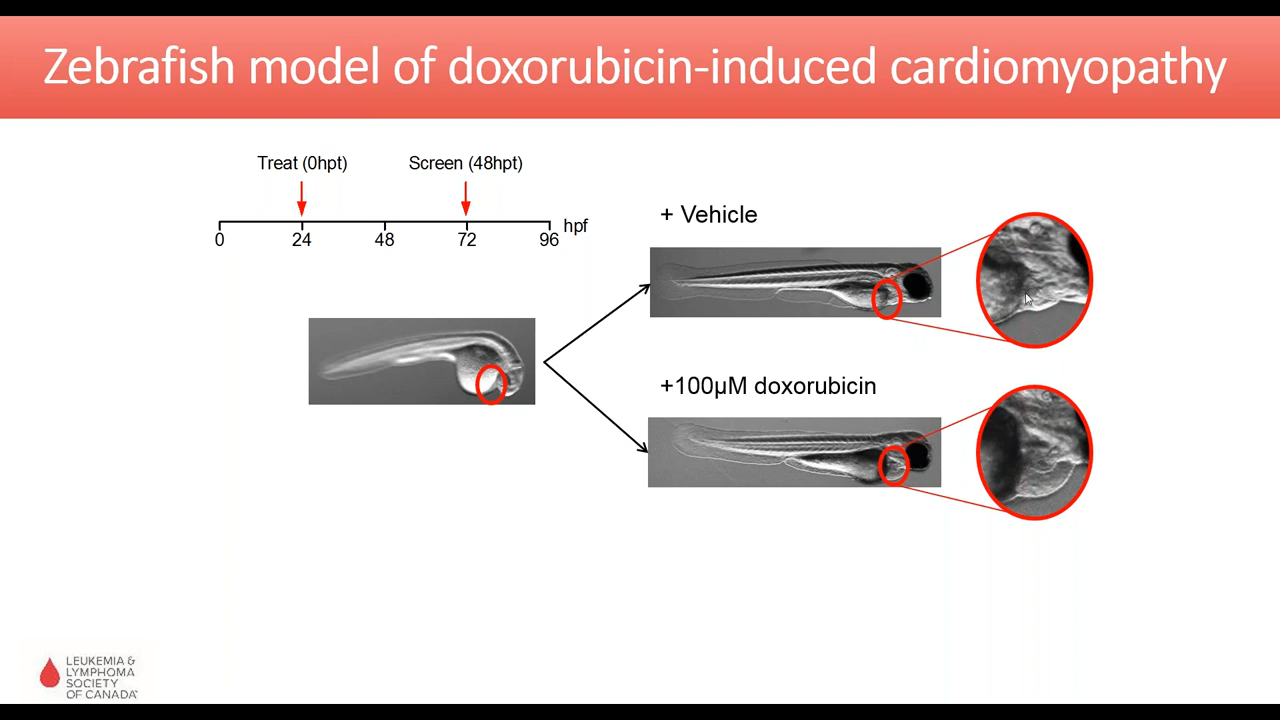 Zebrafish model of doxorubicin-induced cardiomyopathy
Treat (0hpt)
Screen (48hpt)
0 24 48 72 96 hpf
+ Vehicle
+100µM doxorubicin
LEUKEMIA &
LYMPHOMA
SOCIETY
OF CANADA™